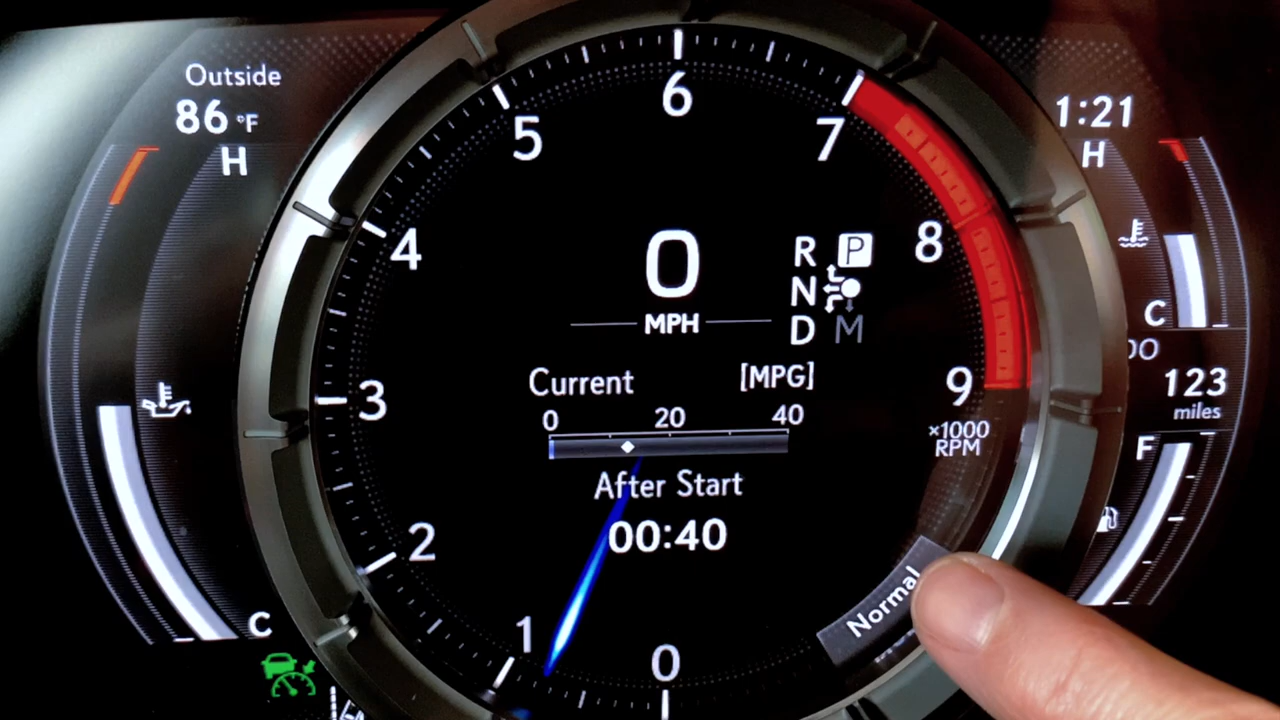 Outside
86 °F
H
C
6
5
7
4
8
3
9
2
1
0
×1000
RPM
0
MPH
R P
N
D M
Current [MPG]
0 20 40
After Start
00:40
Normal
1:21
H
C
123
miles
F